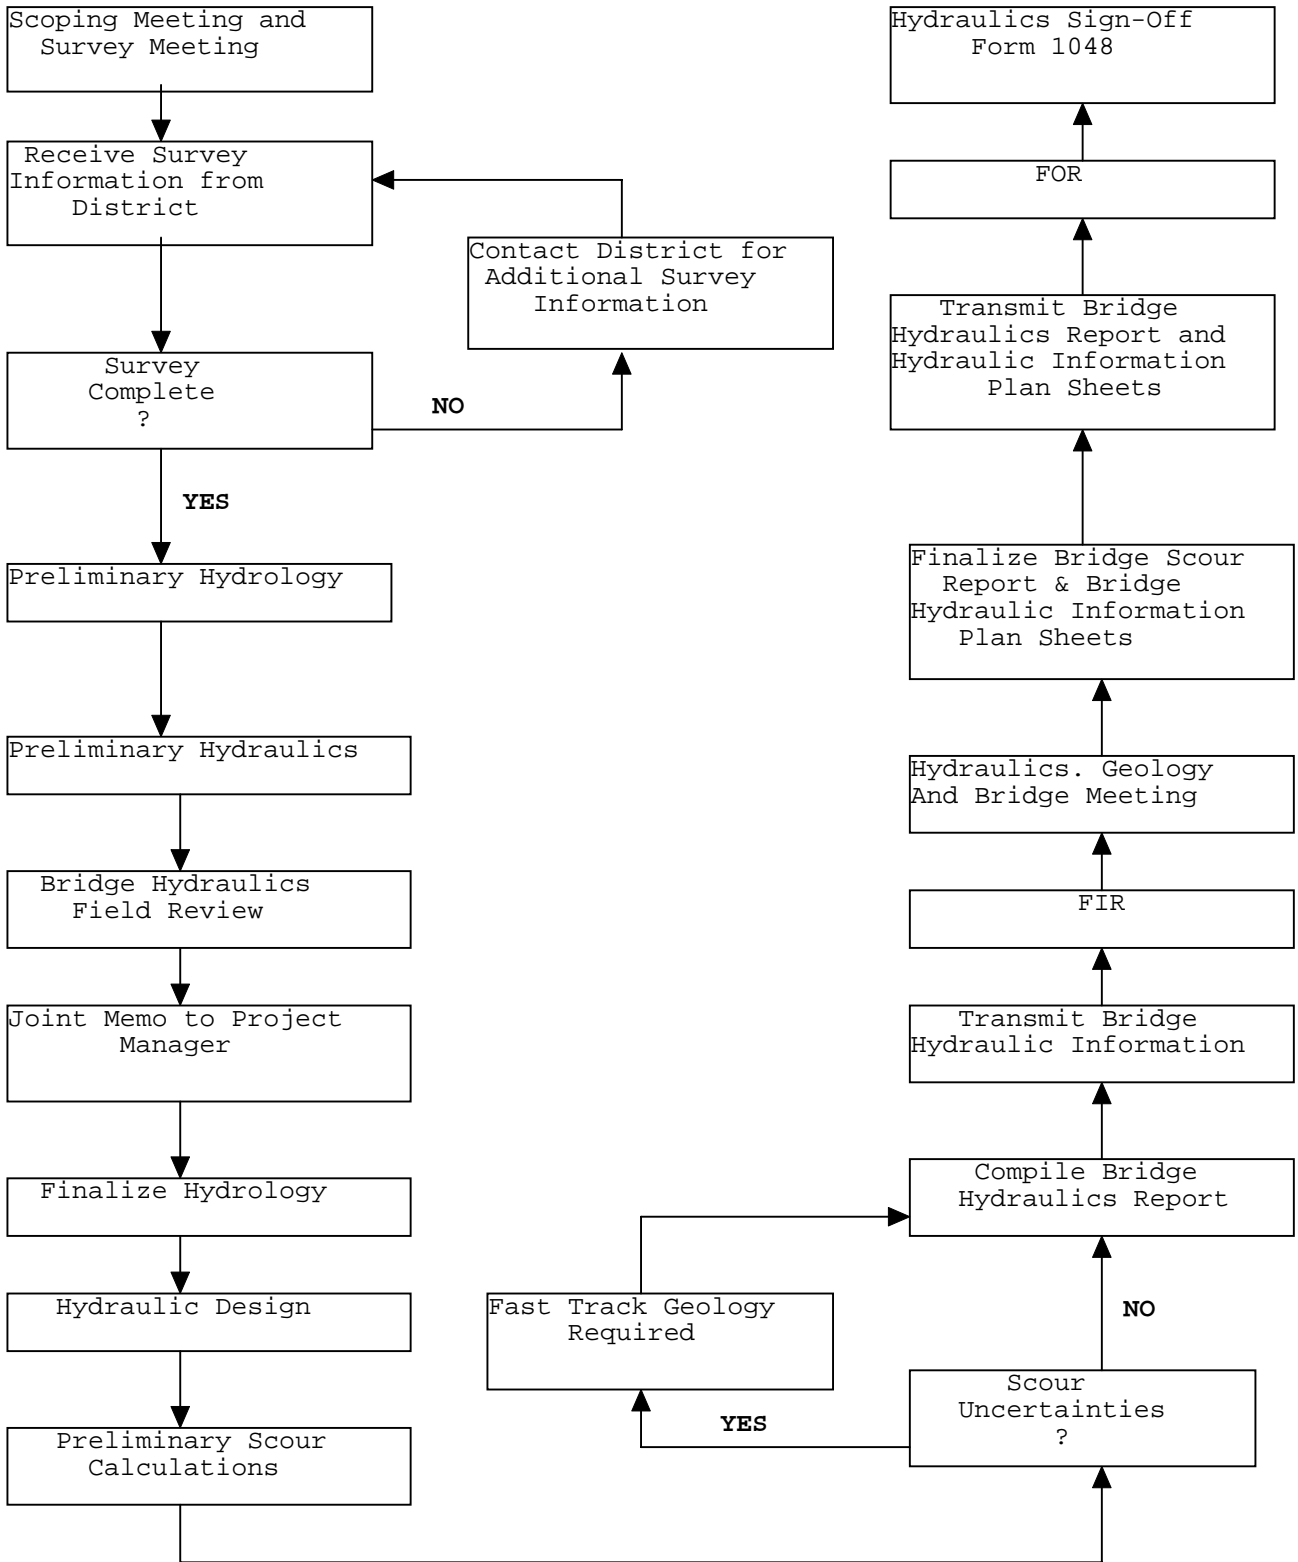 Scoping Meeting and
Survey Meeting
Receive Survey
Information from
District
Contact District for
Additional Survey
Information
Survey
Complete
?
NO
YES
Preliminary Hydrology
Preliminary Hydraulics
Bridge Hydraulics
Field Review
Joint Memo to Project
Manager
Finalize Hydrology
Hydraulic Design
Preliminary Scour
Calculations
Scour
Uncertainties
?
YES
Fast Track Geology
Required
NO
Compile Bridge
Hydraulics Report
Transmit Bridge
Hydraulic Information
FIR
Hydraulics. Geology
And Bridge Meeting
Finalize Bridge Scour
Report & Bridge
Hydraulic Information
Plan Sheets
Transmit Bridge
Hydraulics Report and
Hydraulic Information
Plan Sheets
FOR
Hydraulics Sign-Off
Form 1048